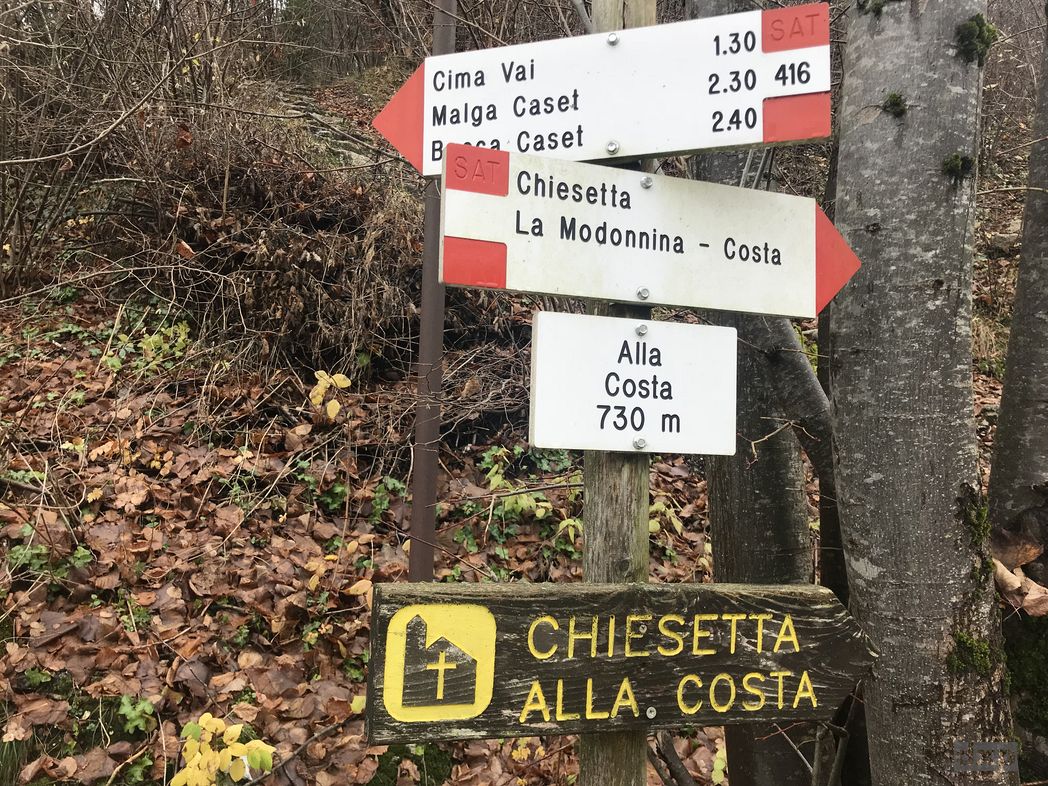 SAT
Cima Vai 1.30
Malga Caset 2.30 416
Caset 2.40
SAT
Chiesetta
La Modonnina - Costa
Alla
Costa
730 m
CHIESETTA
ALLA COSTA